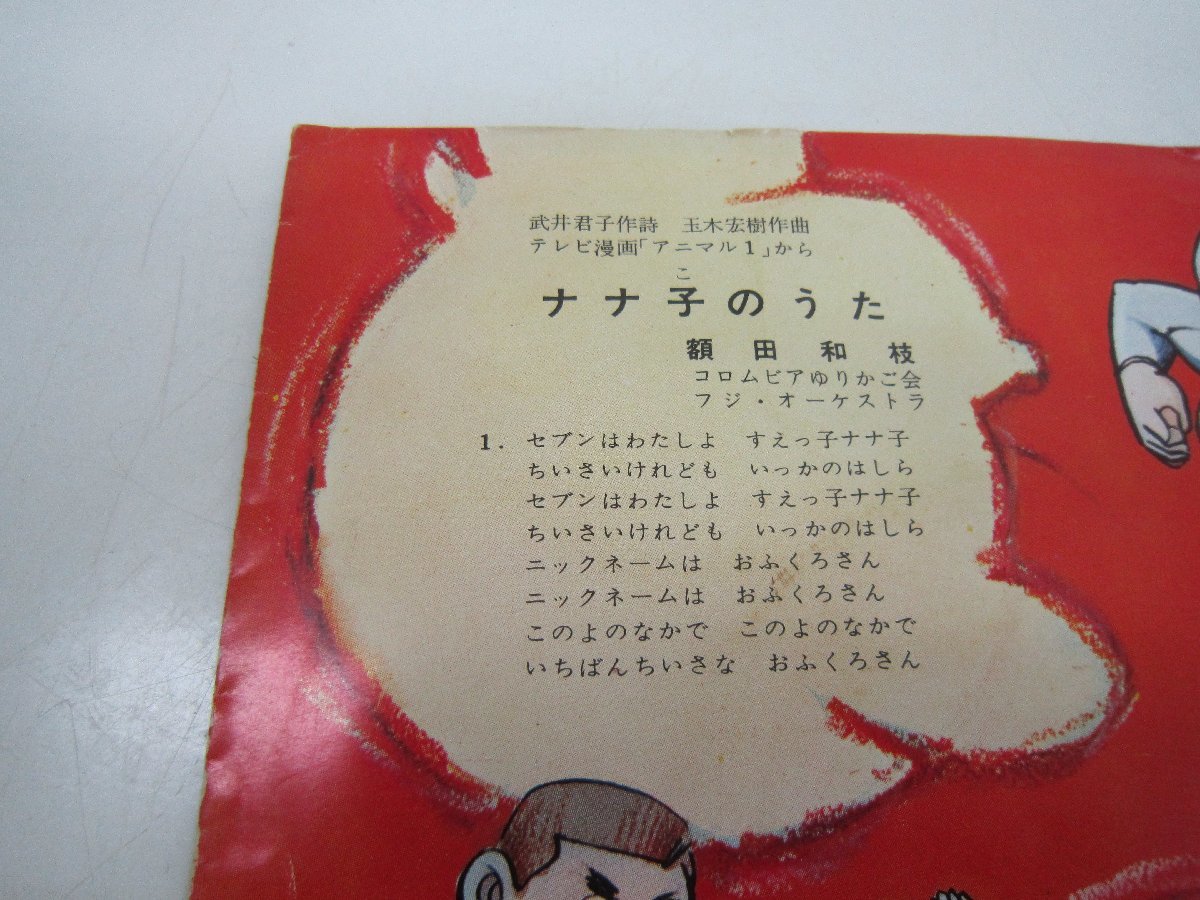 武井君子作詩　玉木宏樹作曲
テレビ漫画「アニマル1」から
こ
ナナ子のうた
額田和枝
コロムビアゆりかご会
フジ・オーケストラ
1. セブンはわたしよ　すえっ子ナナ子
ちいさいけれども　いっかのはしら
セブンはわたしよ　すえっ子ナナ子
ちいさいけれども　いっかのはしら
ニックネームは　おふくろさん
ニックネームは　おふくろさん
このよのなかで　このよのなかで
いちばんちいさな　おふくろさん